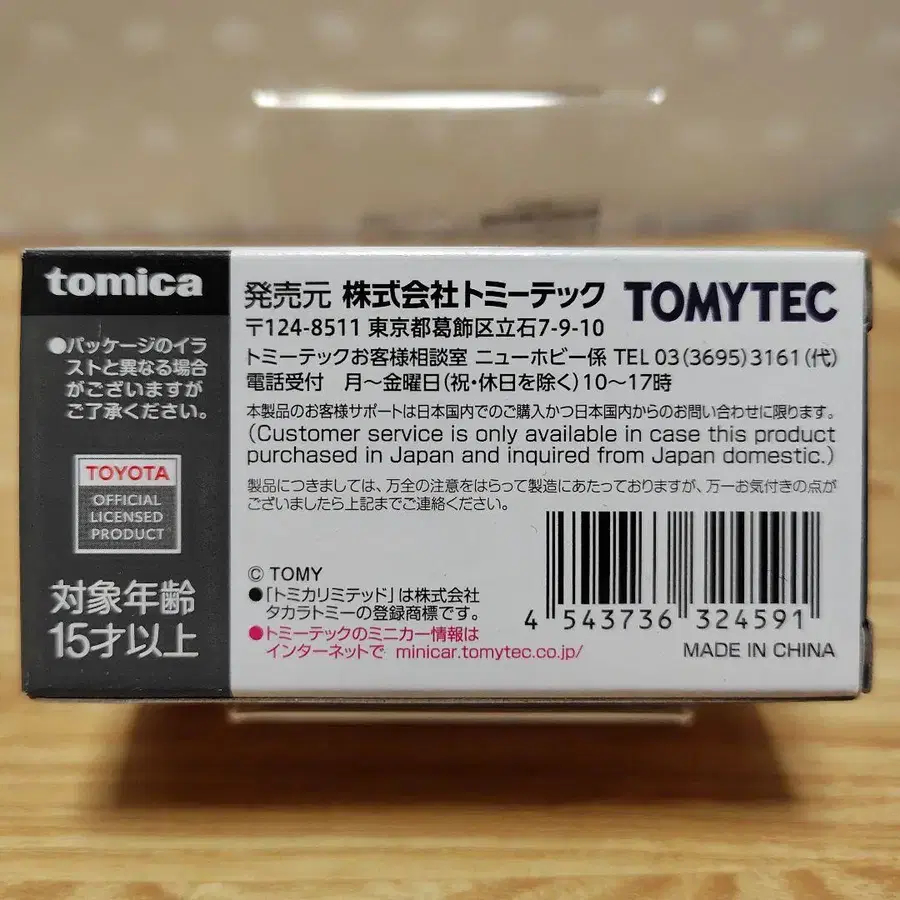 tomica
●パッケージのイラ
ストと異なる場合
がございますが
ご了承ください。
TOYOTA
OFFICIAL
LICENSED
PRODUCT
対象年齢
15才以上
発売元 株式会社トミーテック TOMYTEC
〒124-8511 東京都葛飾区立石7-9-10
トミーテックお客様相談室 ニューホビー係 TEL 03(3695)3161(代)
電話受付 月〜金曜日(祝・休日を除く)10〜17時
本製品のお客様サポートは日本国内でのご購入かつ日本国内からのお問い合わせに限ります。
(Customer service is only available in case this product
purchased in Japan and inquired from Japan domestic.)
製品につきましては、万全の注意をはらって製造にあたっておりますが、万一お気付きの点が
ございましたら上記までご連絡ください。
© TOMY
●「トミカリミテッド」は株式会社
タカラトミーの登録商標です。
●トミーテックのミニカー情報は
インターネットで minicar.tomytec.co.jp/
4 543736 324591
MADE IN CHINA